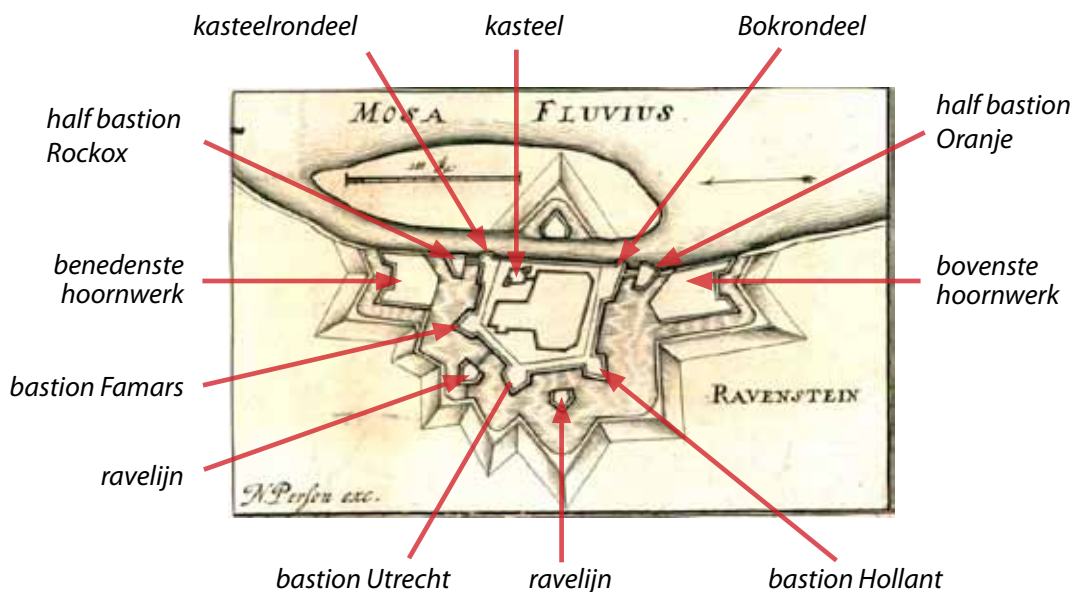 kasteelrondeel kasteel Bokrondeel
half bastion
Rockox
half bastion
Oranje
MOSA FLUVIUS.
benedenste
hoornwerk
bovenste
hoornwerk
bastion Famars
RAVENSTEIN
ravelijn
N. Perſon exc.
bastion Utrecht ravelijn bastion Hollant